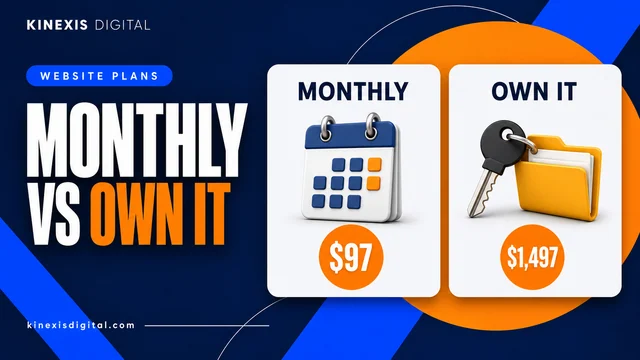 KINEXIS DIGITAL
WEBSITE PLANS
MONTHLY
VS OWN IT
MONTHLY
$97
OWN IT
$1,497
kinexisdigital.com